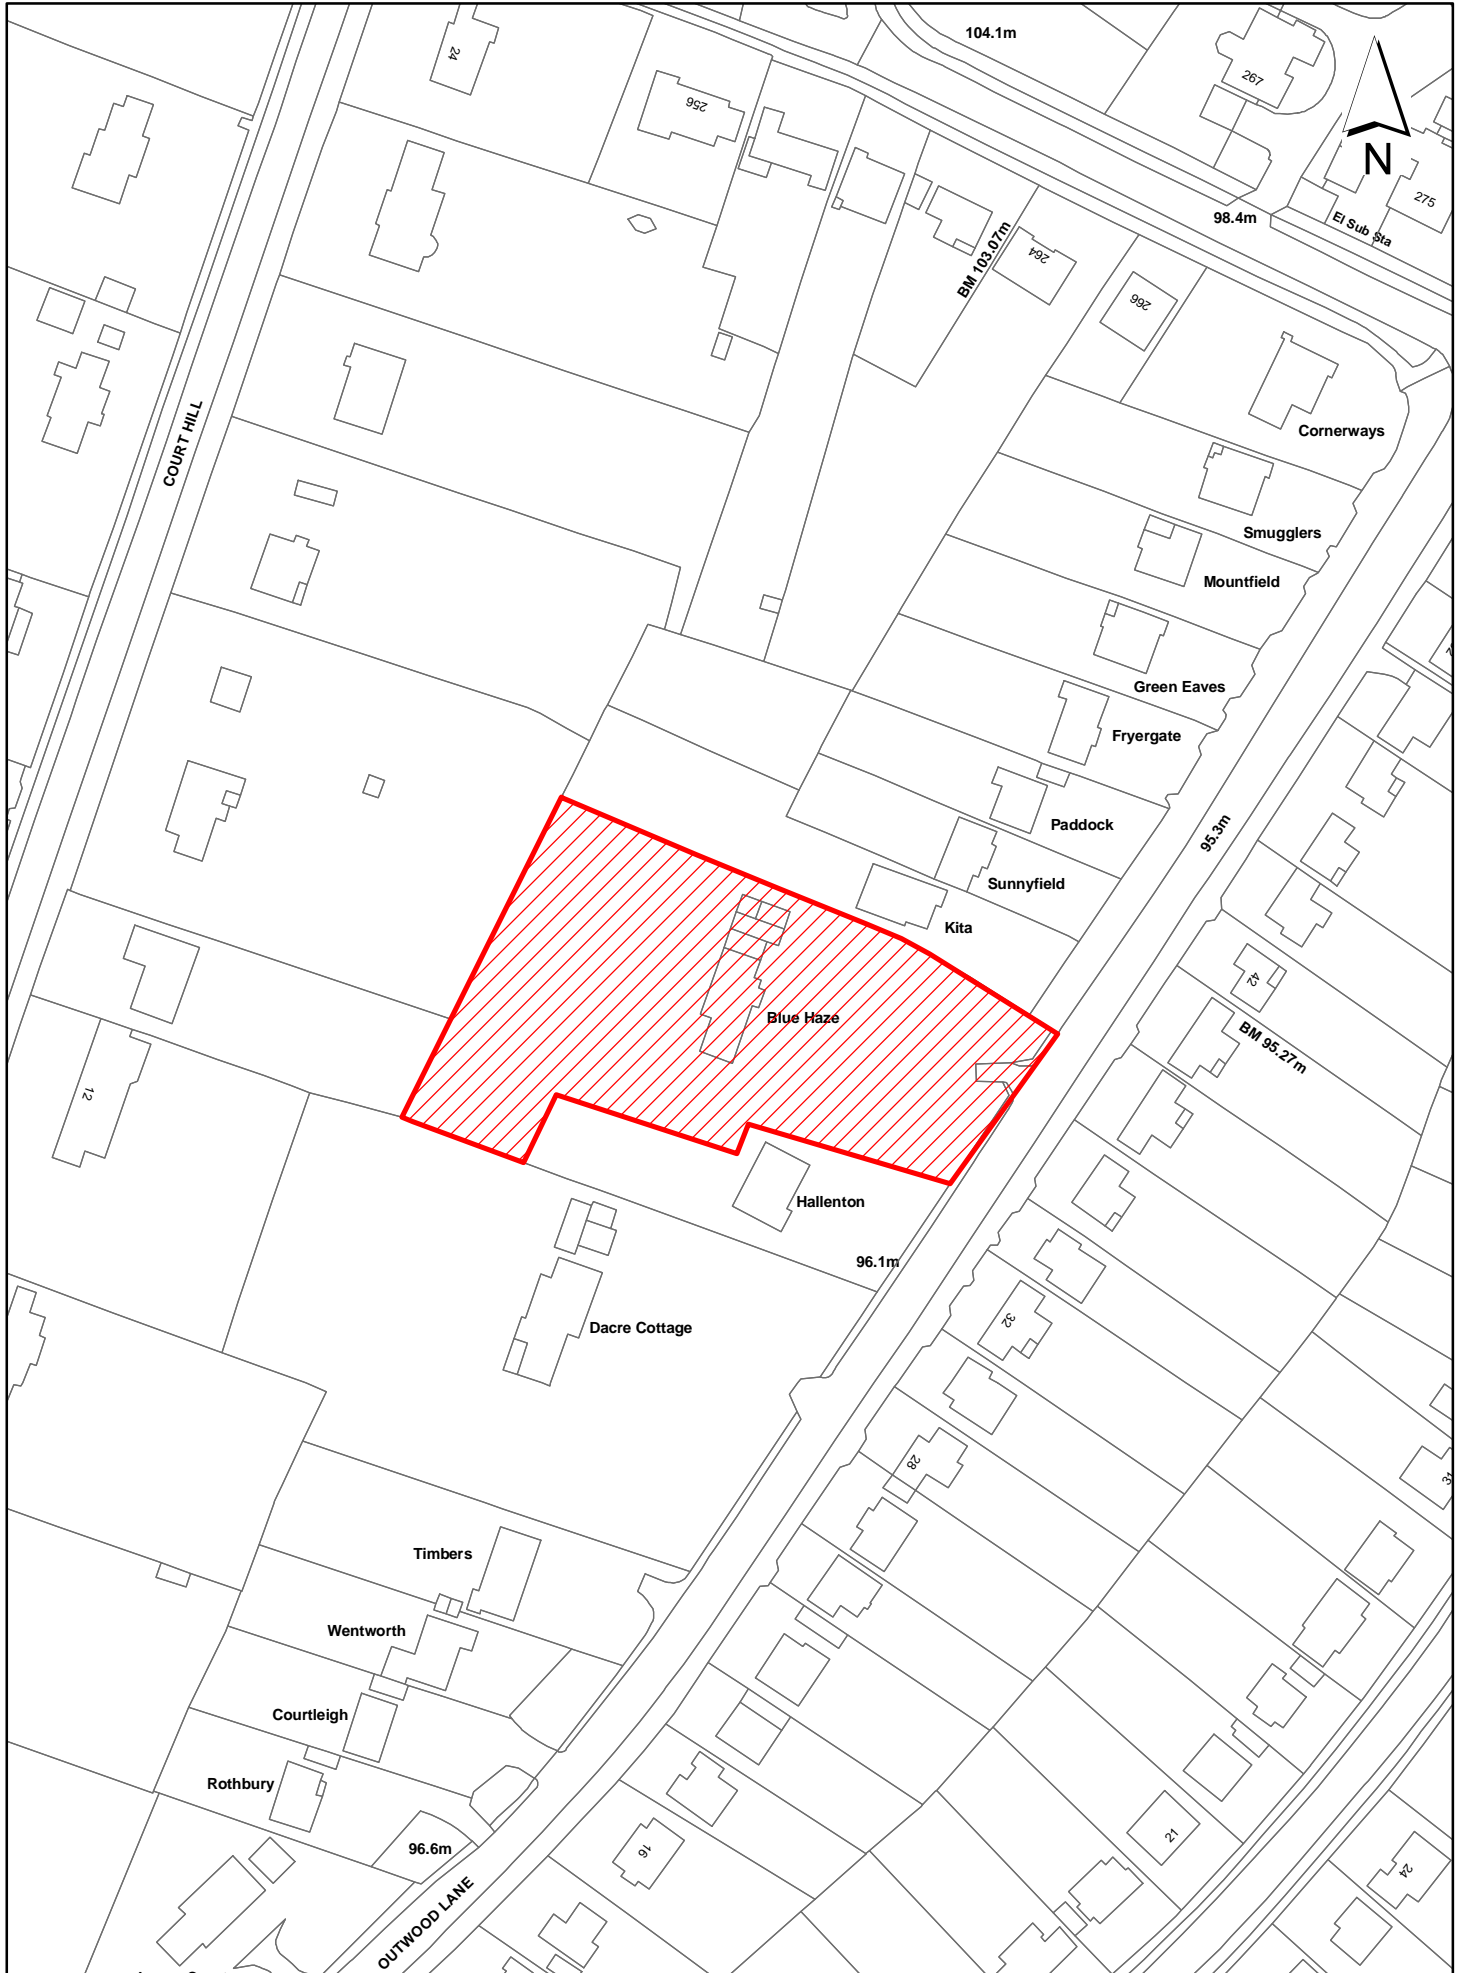 104.1m
24
267
256
N
275
98.4m
El Sub Sta
BM 103.07m
264
266
COURT HILL
Cornerways
Smugglers
Mountfield
Green Eaves
Fryergate
Paddock
95.3m
Sunnyfield
Kita
42
Blue Haze
BM 95.27m
12
Hallenton
96.1m
32
Dacre Cottage
28
Timbers
Wentworth
Courtleigh
Rothbury
96.6m
16
21
24
OUTWOOD LANE